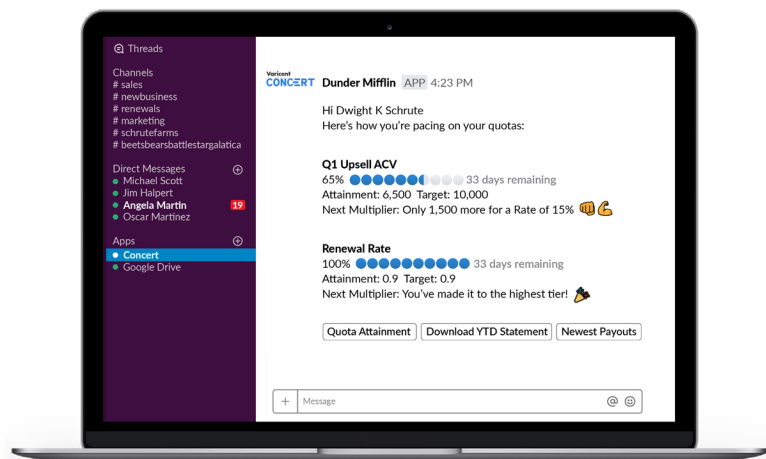 Threads
Channels
# sales
# newbusiness
# renewals
# marketing
# schrutefarms
# beetsbearsbattlestargalatica
Direct Messages
Michael Scott
Jim Halpert
Angela Martin 19
Oscar Martinez
Apps
Concert
Google Drive
Varicent
CONCERT
Dunder Mifflin APP 4:23 PM
Hi Dwight K Schrute
Here's how you're pacing on your quotas:
Q1 Upsell ACV
65% 33 days remaining
Attainment: 6,500 Target: 10,000
Next Multiplier: Only 1,500 more for a Rate of 15% 👊💪
Renewal Rate
100% 33 days remaining
Attainment: 0.9 Target: 0.9
Next Multiplier: You've made it to the highest tier! 🎉
Quota Attainment Download YTD Statement Newest Payouts
+ Message @